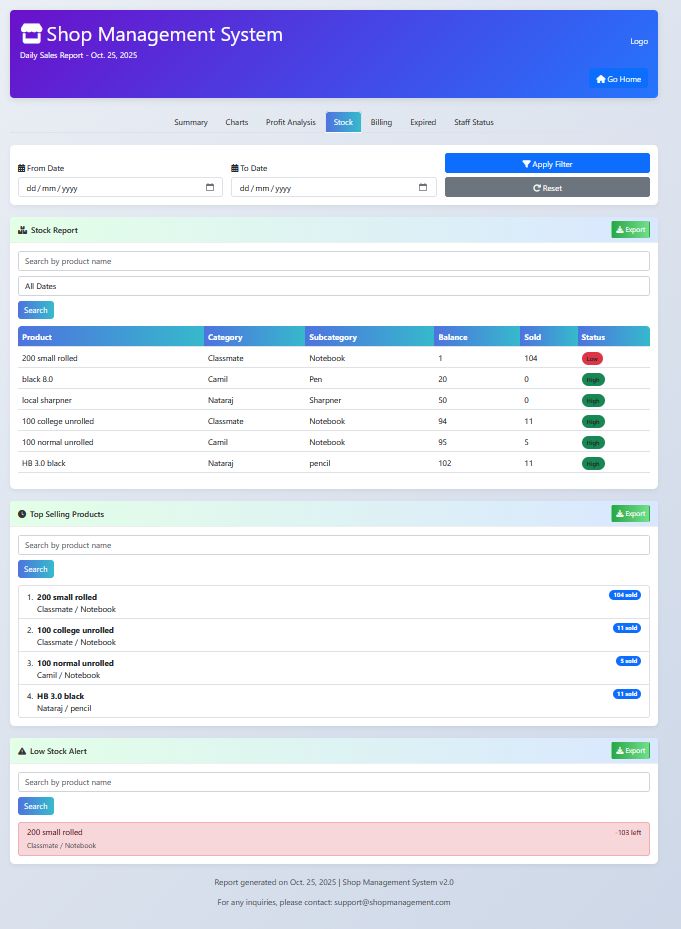 Shop Management System
Daily Sales Report - Oct. 25, 2025
Logo
Go Home
Summary Charts Profit Analysis Stock Billing Expired Staff Status
From Date To Date Apply Filter
dd/mm/yyyy dd/mm/yyyy Reset
Stock Report Export
Search by product name
All Dates
Search
Product Category Subcategory Balance Sold Status
200 small rolled Classmate Notebook 1 104 Low
black 8.0 Camil Pen 20 0 High
local sharpner Nataraj Sharpner 50 0 High
100 college unrolled Classmate Notebook 94 11 High
100 normal unrolled Camil Notebook 95 5 High
HB 3.0 black Nataraj pencil 102 11 High
Top Selling Products Export
Search by product name
Search
1. 200 small rolled 104 sold
Classmate / Notebook
2. 100 college unrolled 11 sold
Classmate / Notebook
3. 100 normal unrolled 5 sold
Camil / Notebook
4. HB 3.0 black 11 sold
Nataraj / pencil
Low Stock Alert Export
Search by product name
Search
200 small rolled -103 left
Classmate / Notebook
Report generated on Oct. 25, 2025 | Shop Management System v2.0
For any inquiries, please contact: support@shopmanagement.com